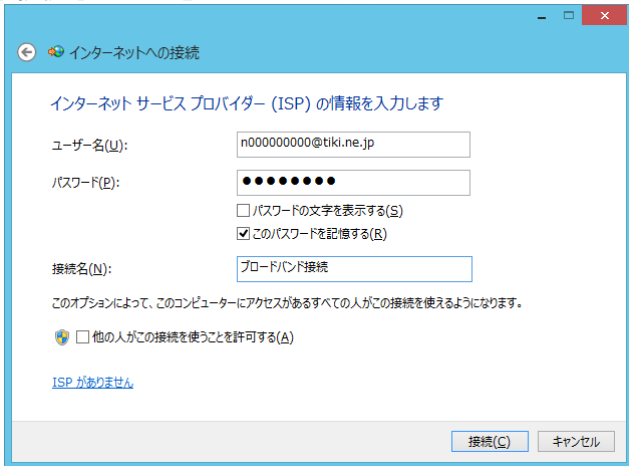 インターネットへの接続
インターネット サービス プロバイダー (ISP) の情報を入力します
ユーザー名(U): n000000000@tiki.ne.jp
パスワード(P): ●●●●●●●●
パスワードの文字を表示する(S)
このパスワードを記憶する(R)
接続名(N): ブロードバンド接続
このオプションによって、このコンピューターにアクセスがあるすべての人がこの接続を使えるようになります。
他の人がこの接続を使うことを許可する(A)
ISP がありません
接続(C) キャンセル